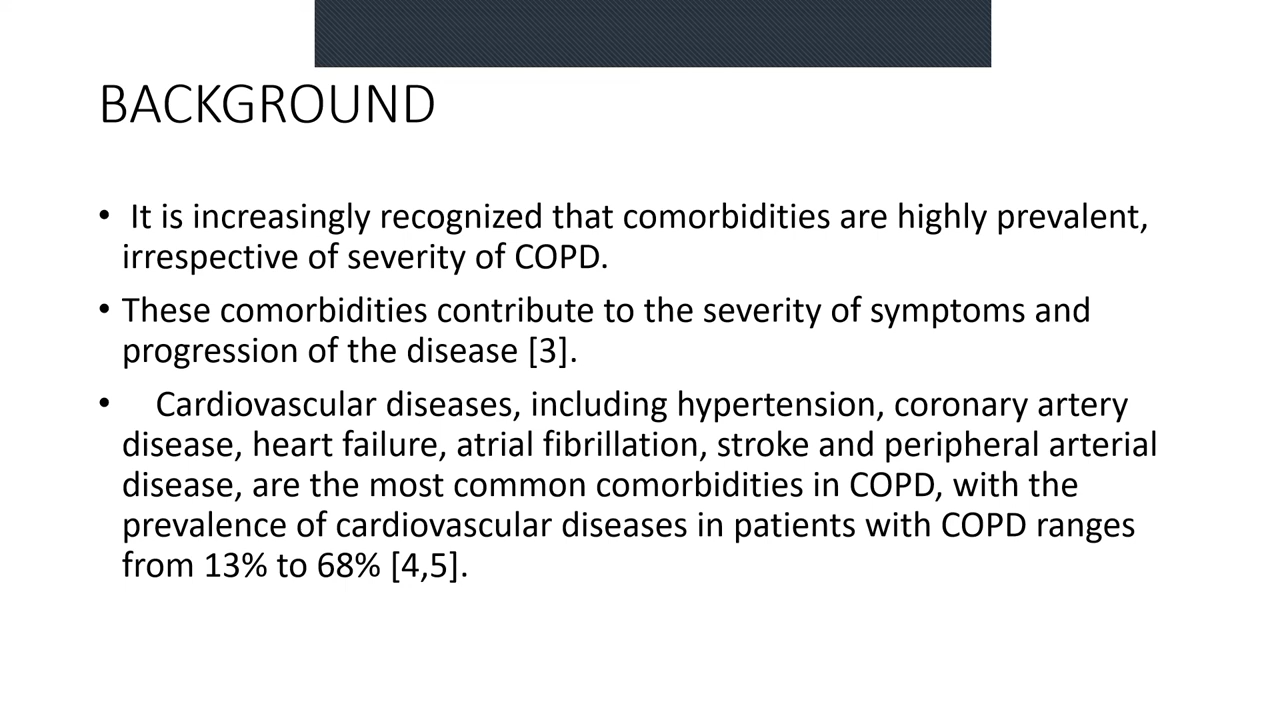 BACKGROUND
• It is increasingly recognized that comorbidities are highly prevalent,
irrespective of severity of COPD.
• These comorbidities contribute to the severity of symptoms and
progression of the disease [3].
• Cardiovascular diseases, including hypertension, coronary artery
disease, heart failure, atrial fibrillation, stroke and peripheral arterial
disease, are the most common comorbidities in COPD, with the
prevalence of cardiovascular diseases in patients with COPD ranges
from 13% to 68% [4,5].